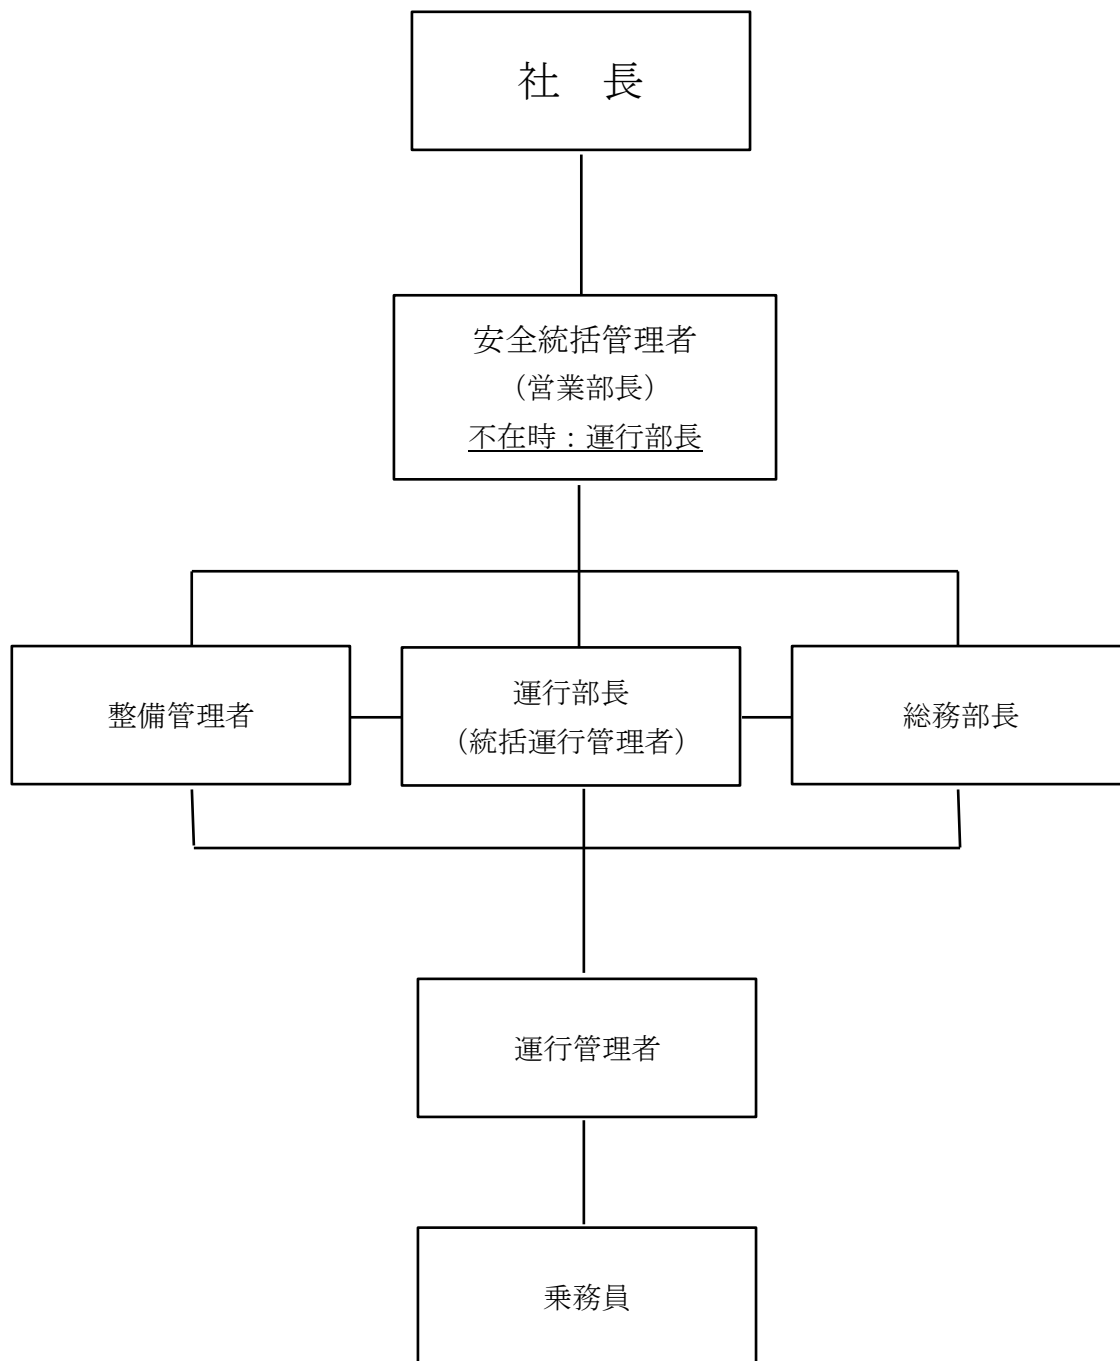 社　長
安全統括管理者
（営業部長）
不在時：運行部長
整備管理者
運行部長
（統括運行管理者）
総務部長
運行管理者
乗務員